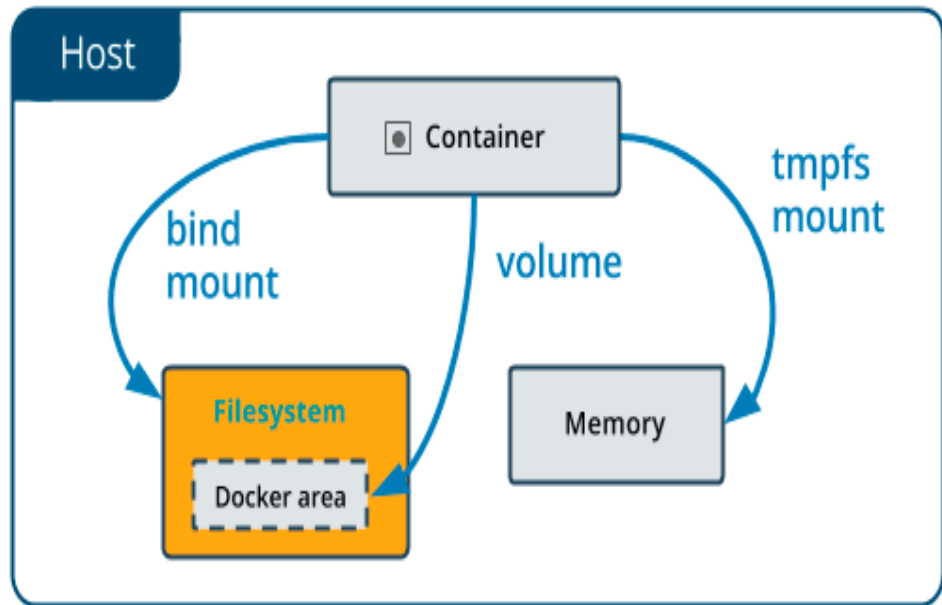 Host
Container
tmpfs
mount
bind
mount
volume
Filesystem
Docker area
Memory